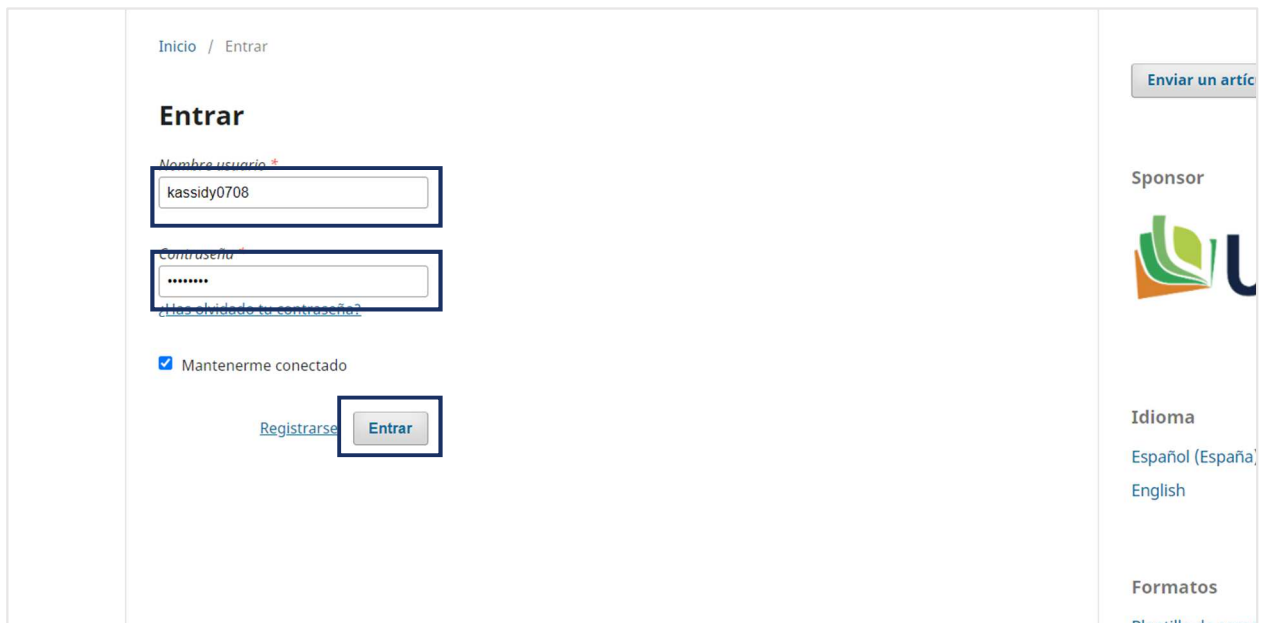 Inicio / Entrar
Entrar
Nombre usuario *
kassidy0708
Contraseña *
¿Has olvidado tu contraseña?
Mantenerme conectado
Registrarse
Entrar
Enviar un artíc
Sponsor
U
Idioma
Español (España)
English
Formatos